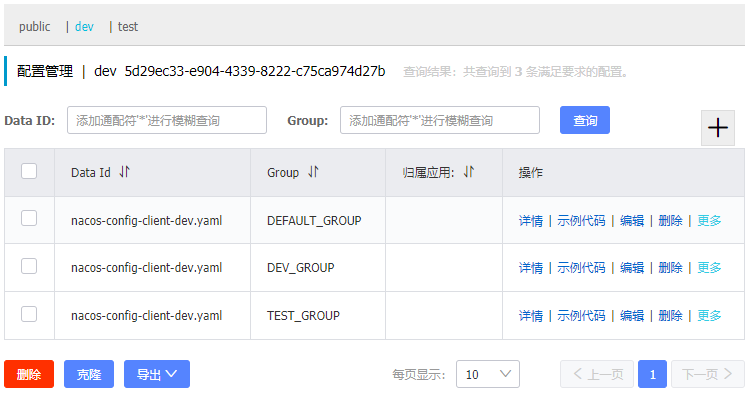 public | dev | test
配置管理 | dev 5d29ec33-e904-4339-8222-c75ca974d27b 查询结果：共查询到 3 条满足要求的配置。
Data ID: 添加通配符'*'进行模糊查询 Group: 添加通配符'*'进行模糊查询 查询
Data Id Group 归属应用: 操作
nacos-config-client-dev.yaml DEFAULT_GROUP 详情 | 示例代码 | 编辑 | 删除 | 更多
nacos-config-client-dev.yaml DEV_GROUP 详情 | 示例代码 | 编辑 | 删除 | 更多
nacos-config-client-dev.yaml TEST_GROUP 详情 | 示例代码 | 编辑 | 删除 | 更多
删除 克隆 导出 每页显示: 10 上一页 1 下一页